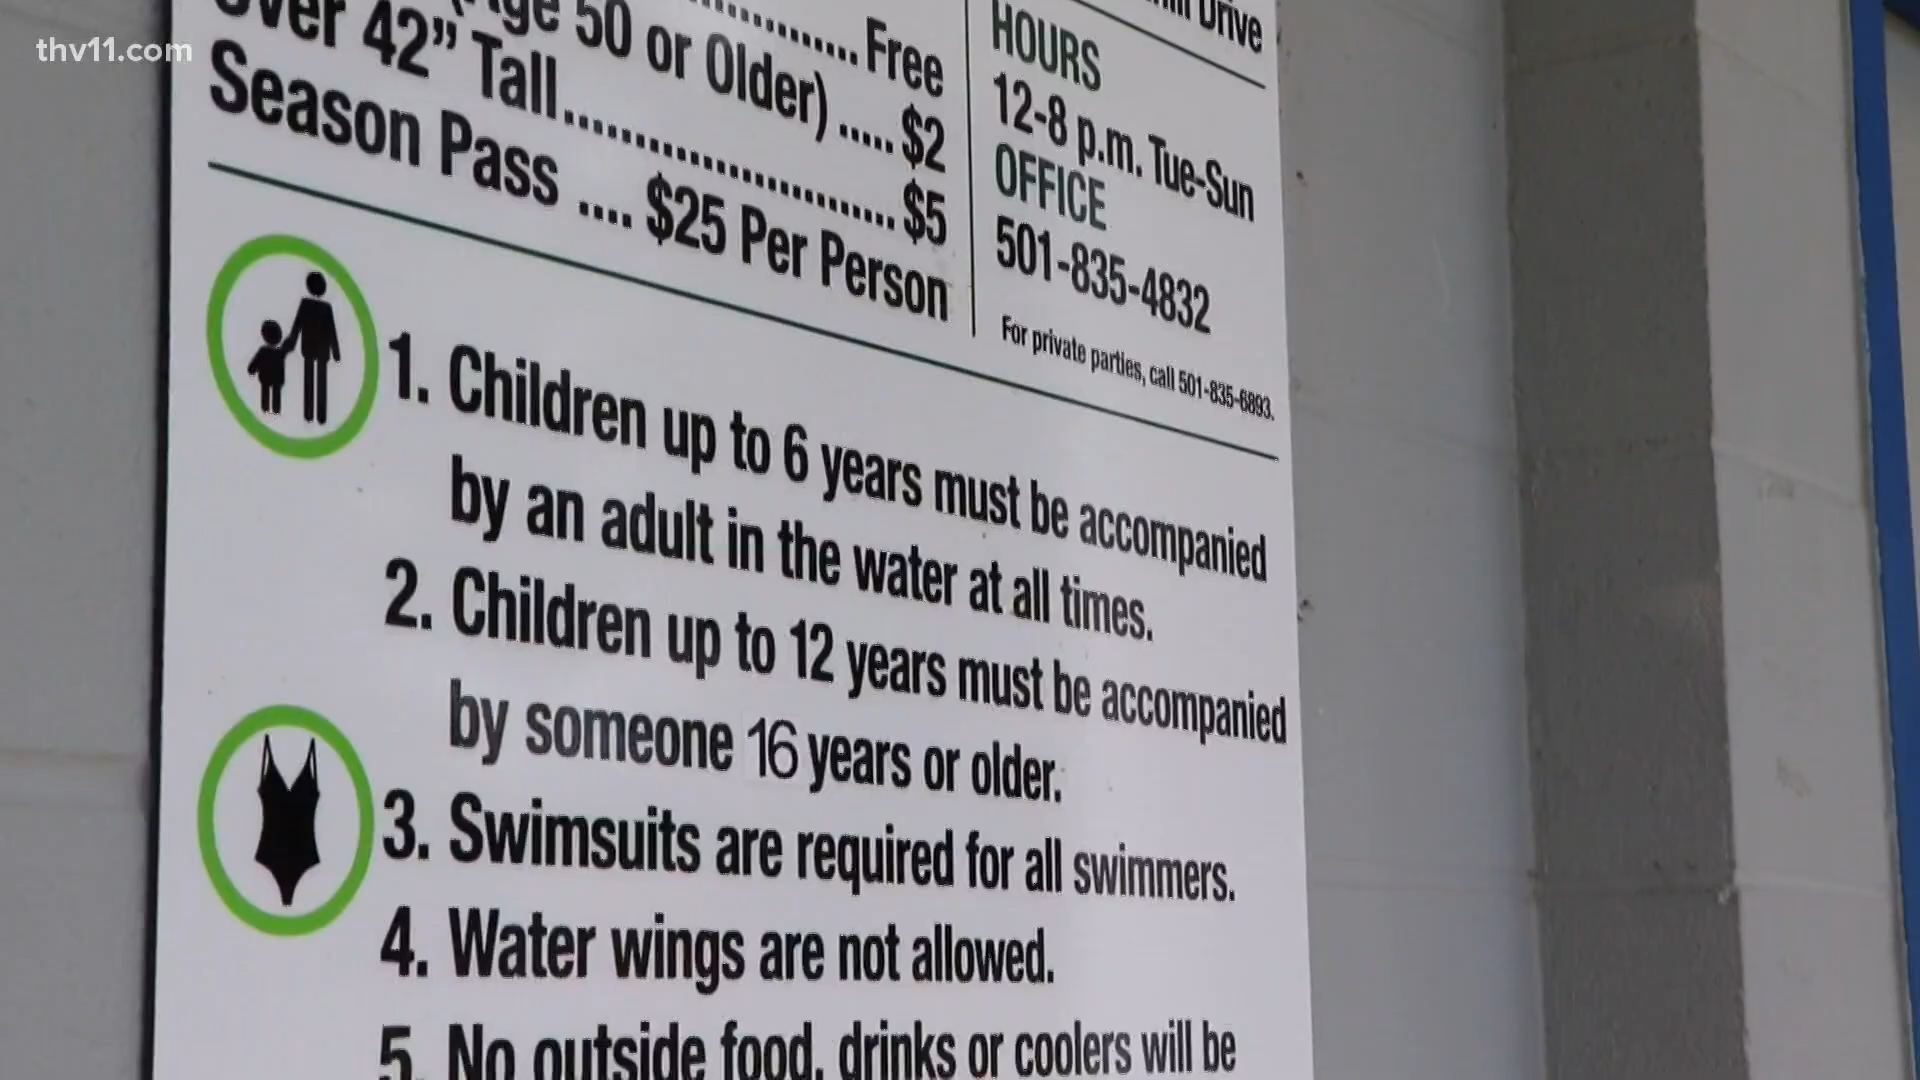 thv11.com
Free
(Age 50 or Older) ..... $2
Over 42” Tall.............................. $5
Season Pass .... $25 Per Person
Drive
HOURS
12-8 p.m. Tue-Sun
OFFICE
501-835-4832
For private parties, call 501-835-6893.
1. Children up to 6 years must be accompanied
by an adult in the water at all times.
2. Children up to 12 years must be accompanied
by someone 16 years or older.
3. Swimsuits are required for all swimmers.
4. Water wings are not allowed.
5. No outside food, drinks or coolers will be